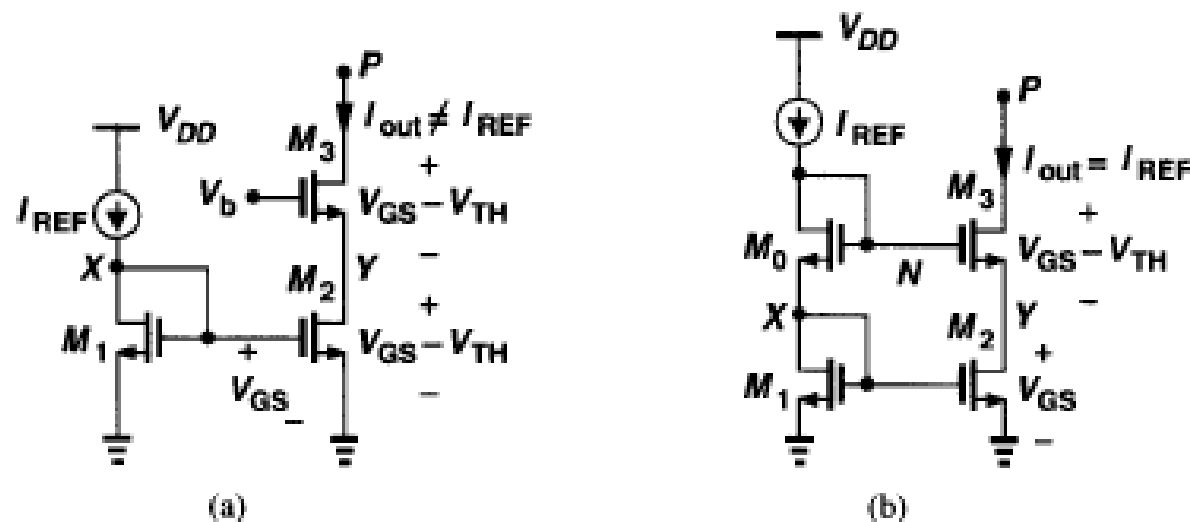 V_DD
I_REF
X
M_1
+
V_GS
−
V_b
M_3
P
I_out ≠ I_REF
+
V_GS − V_TH
−
Y
M_2
+
V_GS − V_TH
−
(a)
V_DD
I_REF
M_0
N
X
M_1
P
I_out = I_REF
M_3
+
V_GS − V_TH
−
Y
M_2
+
V_GS
−
(b)